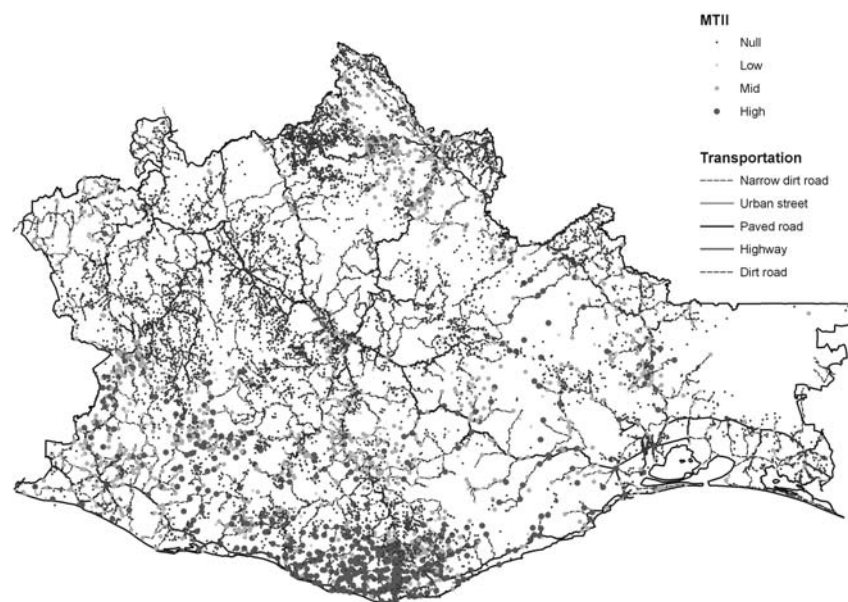 MTII
Null
Low
Mid
High
Transportation
Narrow dirt road
Urban street
Paved road
Highway
Dirt road